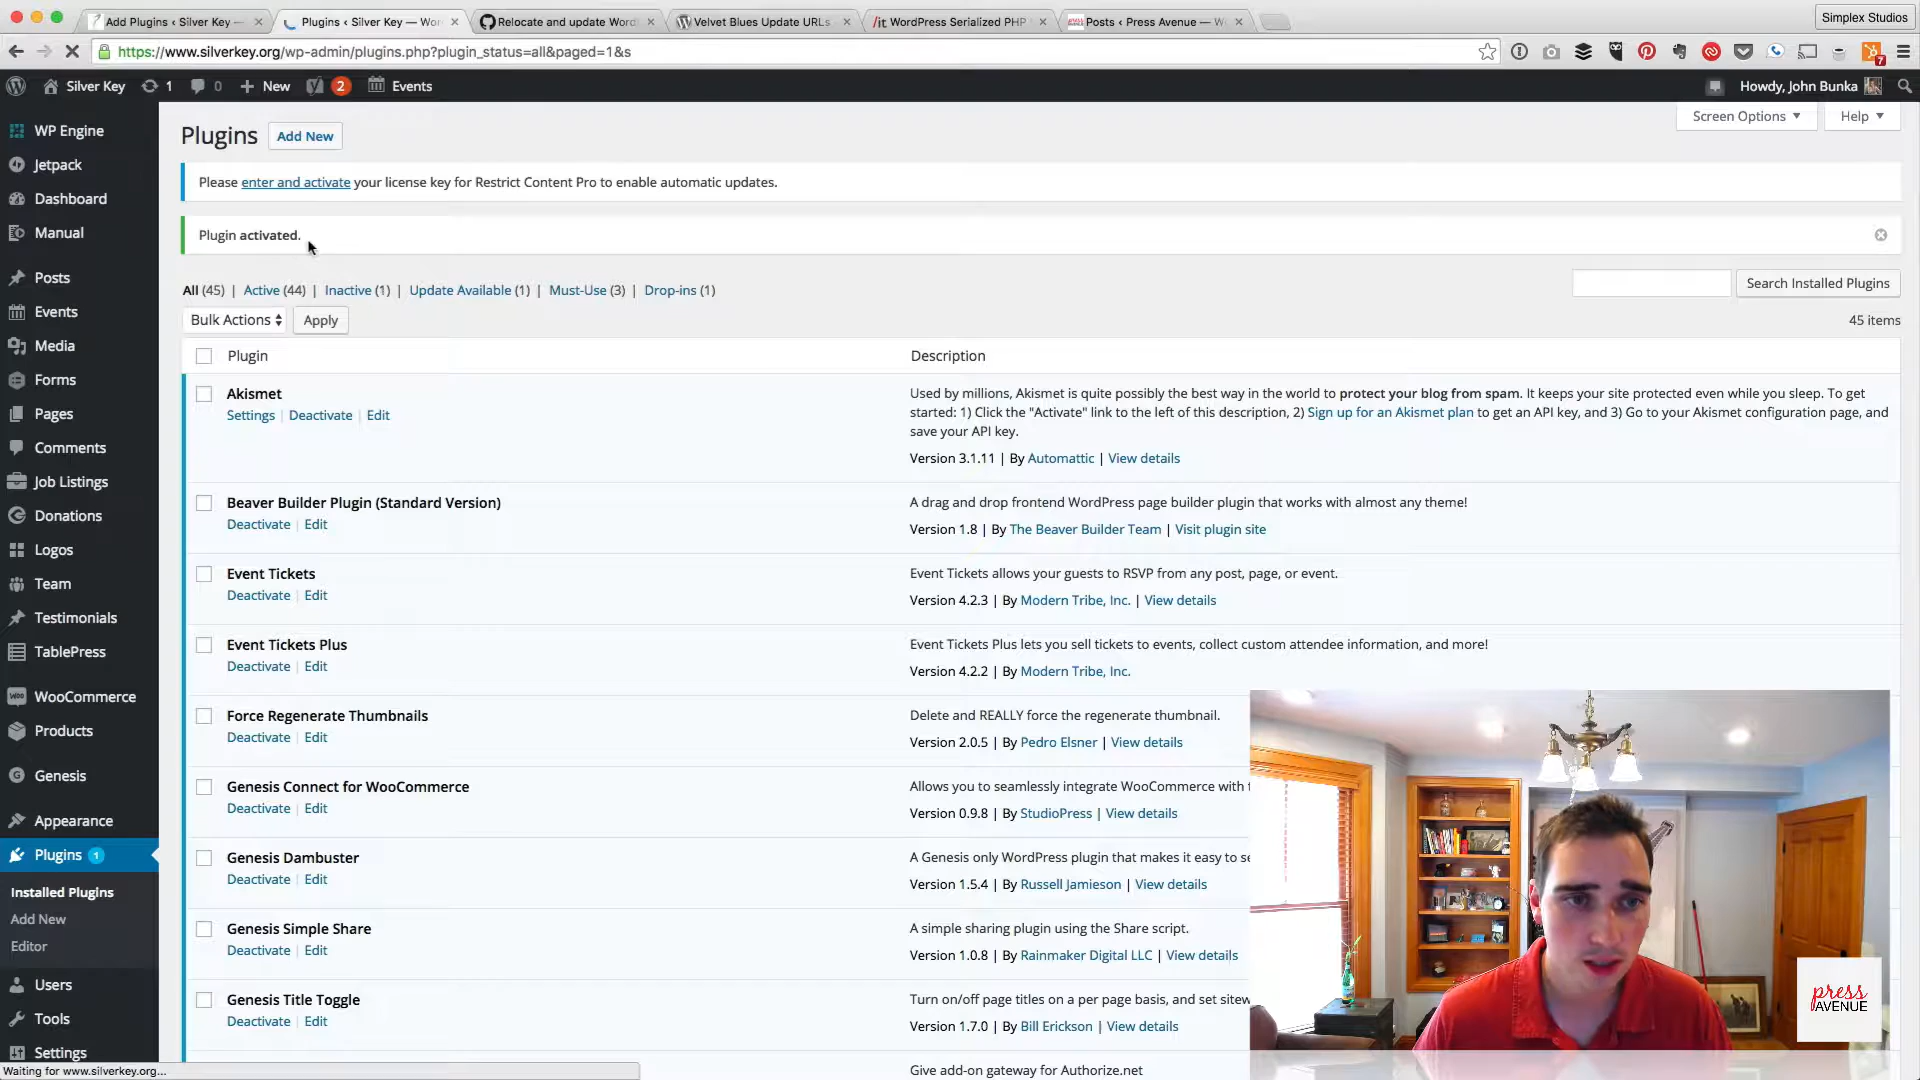 Add Plugins ‹ Silver Key —
Plugins ‹ Silver Key — Wor
Relocate and update Word
Velvet Blues Update URLs
/it WordPress Serialized PHP
Posts ‹ Press Avenue — W
Simplex Studios
https://www.silverkey.org/wp-admin/plugins.php?plugin_status=all&paged=1&s
7
Silver Key
1
0
New
2
Events
Howdy, John Bunka
WP Engine
Jetpack
Dashboard
Manual
Posts
Events
Media
Forms
Pages
Comments
Job Listings
Donations
Logos
Team
Testimonials
TablePress
WooCommerce
Products
Genesis
Appearance
Plugins 1
Installed Plugins
Add New
Editor
Users
Tools
Settings
Waiting for www.silverkey.org...
Plugins
Add New
Screen Options
Help
Please enter and activate your license key for Restrict Content Pro to enable automatic updates.
Plugin activated.
All (45) | Active (44) | Inactive (1) | Update Available (1) | Must-Use (3) | Drop-ins (1)
Search Installed Plugins
Bulk Actions
Apply
45 items
Plugin
Description
Akismet
Settings | Deactivate | Edit
Used by millions, Akismet is quite possibly the best way in the world to protect your blog from spam. It keeps your site protected even while you sleep. To get
started: 1) Click the "Activate" link to the left of this description, 2) Sign up for an Akismet plan to get an API key, and 3) Go to your Akismet configuration page, and
save your API key.
Version 3.1.11 | By Automattic | View details
Beaver Builder Plugin (Standard Version)
Deactivate | Edit
A drag and drop frontend WordPress page builder plugin that works with almost any theme!
Version 1.8 | By The Beaver Builder Team | Visit plugin site
Event Tickets
Deactivate | Edit
Event Tickets allows your guests to RSVP from any post, page, or event.
Version 4.2.3 | By Modern Tribe, Inc. | View details
Event Tickets Plus
Deactivate | Edit
Event Tickets Plus lets you sell tickets to events, collect custom attendee information, and more!
Version 4.2.2 | By Modern Tribe, Inc.
Force Regenerate Thumbnails
Deactivate | Edit
Delete and REALLY force the regenerate thumbnail.
Version 2.0.5 | By Pedro Elsner | View details
Genesis Connect for WooCommerce
Deactivate | Edit
Allows you to seamlessly integrate WooCommerce with
Version 0.9.8 | By StudioPress | View details
Genesis Dambuster
Deactivate | Edit
A Genesis only WordPress plugin that makes it easy to se
Version 1.5.4 | By Russell Jamieson | View details
Genesis Simple Share
Deactivate | Edit
A simple sharing plugin using the Share script.
Version 1.0.8 | By Rainmaker Digital LLC | View details
Genesis Title Toggle
Deactivate | Edit
Turn on/off page titles on a per page basis, and set sitew
Version 1.7.0 | By Bill Erickson | View details
Give add-on gateway for Authorize.net
press
AVENUE